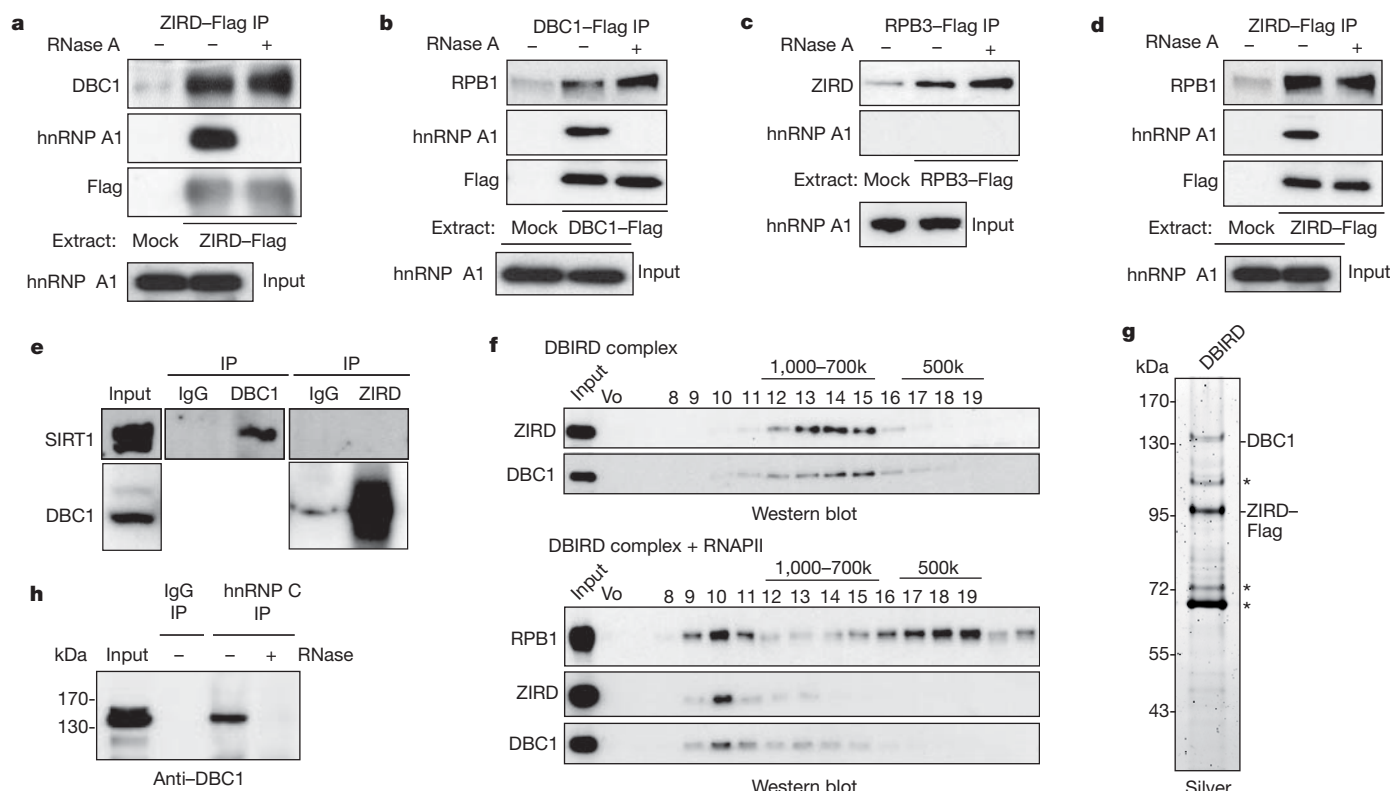 a
ZIRD–Flag IP
RNase A – – +
DBC1
hnRNP A1
Flag
Extract: Mock ZIRD–Flag
hnRNP A1 Input
b
DBC1–Flag IP
RNase A – – +
RPB1
hnRNP A1
Flag
Extract: Mock DBC1–Flag
hnRNP A1 Input
c
RPB3–Flag IP
RNase A – – +
ZIRD
hnRNP A1
Extract: Mock RPB3–Flag
hnRNP A1 Input
d
ZIRD–Flag IP
RNase A – – +
RPB1
hnRNP A1
Flag
Extract: Mock ZIRD–Flag
hnRNP A1 Input
e
IP IP
Input IgG DBC1 IgG ZIRD
SIRT1
DBC1
f
DBIRD complex
1,000–700k 500k
Input Vo 8 9 10 11 12 13 14 15 16 17 18 19
ZIRD
DBC1
Western blot
DBIRD complex + RNAPII
1,000–700k 500k
Input Vo 8 9 10 11 12 13 14 15 16 17 18 19
RPB1
ZIRD
DBC1
Western blot
g
kDa DBIRD
170-
130- -DBC1
*
95- -ZIRD–
Flag
72- *
*
55-
43-
Silver
h
IgG hnRNP C
IP IP
kDa Input – – + RNase
170-
130-
Anti–DBC1